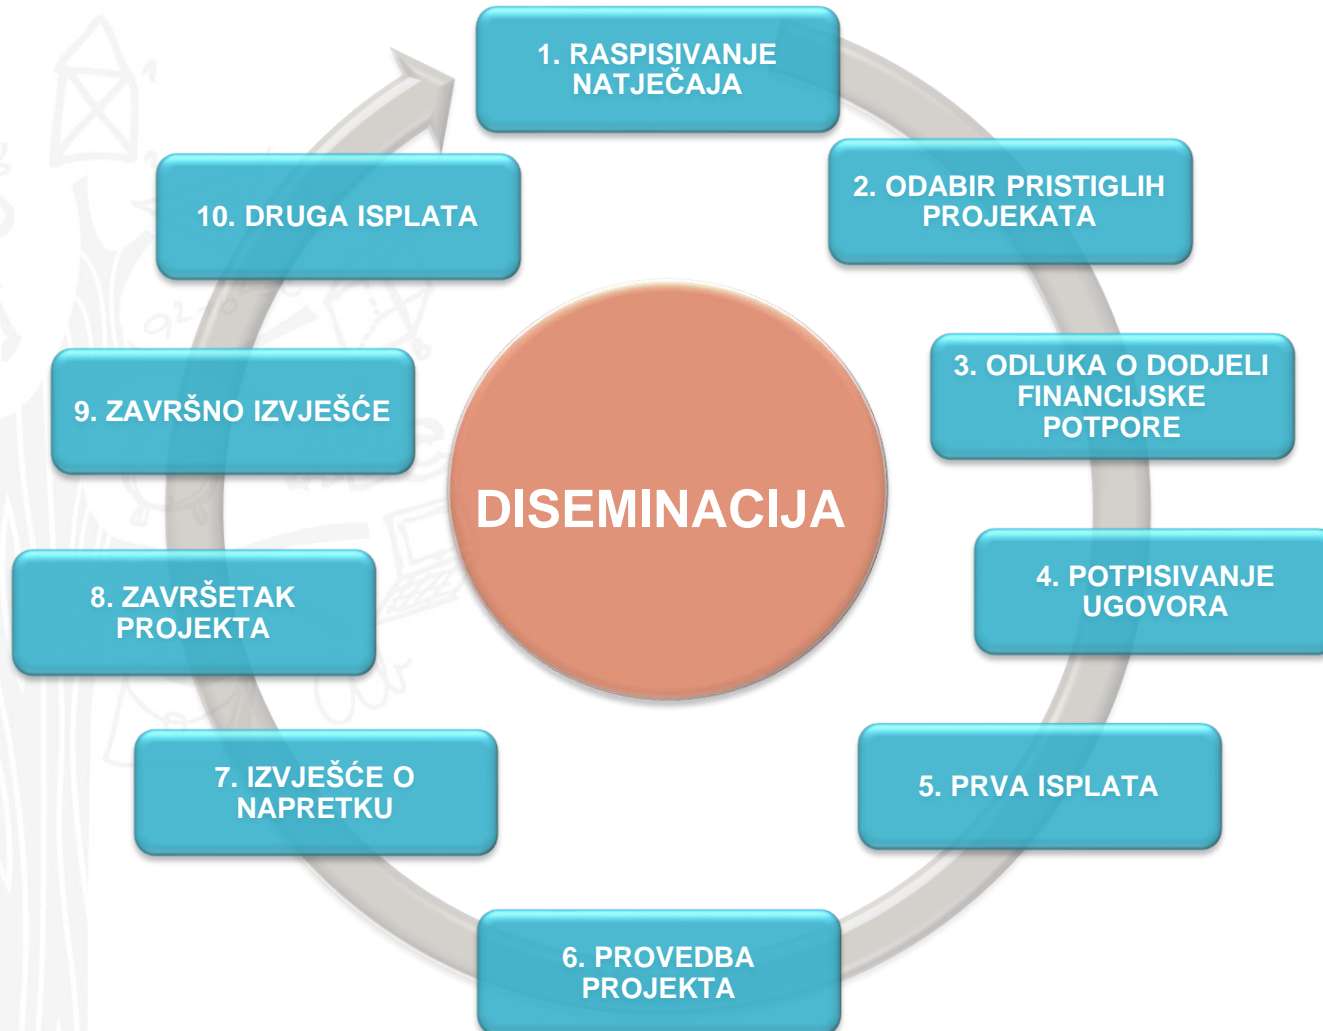 1. RASPISIVANJE
NATJEČAJA
2. ODABIR PRISTIGLIH
PROJEKATA
3. ODLUKA O DODJELI
FINANCIJSKE
POTPORE
4. POTPISIVANJE
UGOVORA
5. PRVA ISPLATA
6. PROVEDBA
PROJEKTA
7. IZVJEŠĆE O
NAPRETKU
8. ZAVRŠETAK
PROJEKTA
9. ZAVRŠNO IZVJEŠĆE
10. DRUGA ISPLATA
DISEMINACIJA